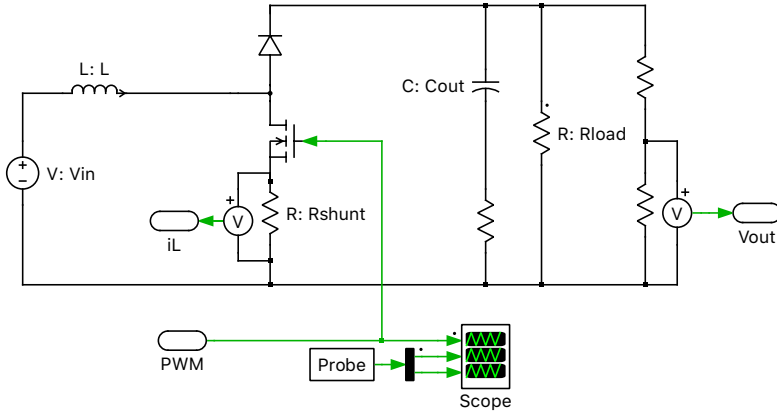 L: L
C: Cout
R: Rload
V: Vin
+
−
+
V
R: Rshunt
iL
+
V
Vout
PWM
Probe
Scope